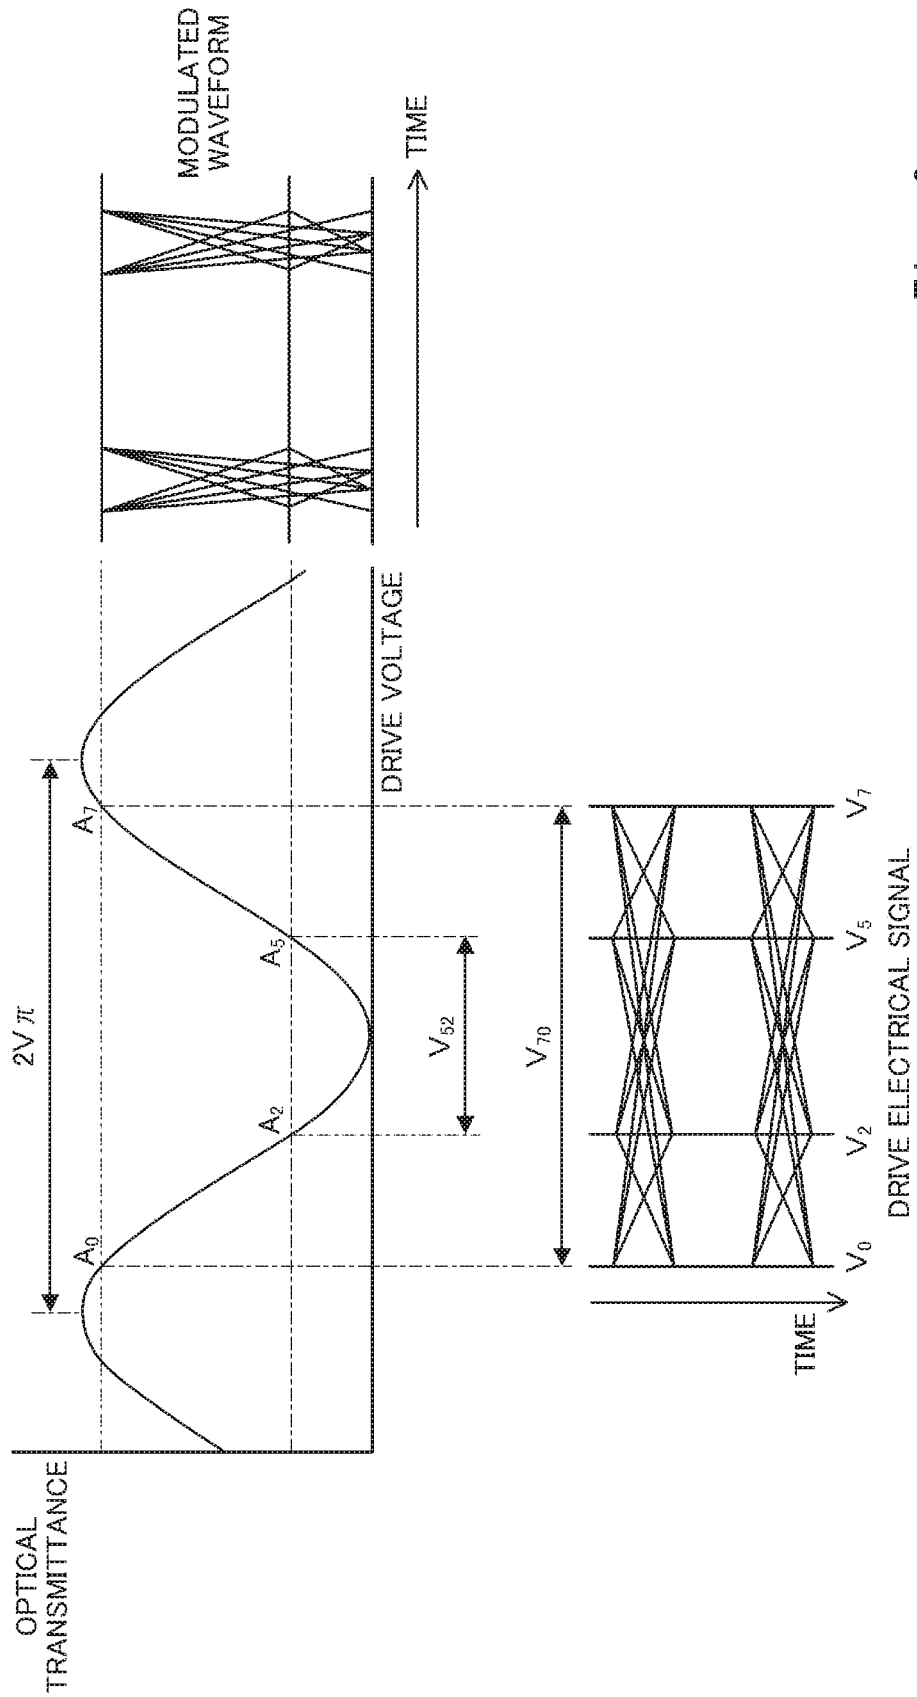 OPTICAL
TRANSMITTANCE
2V π
A₀
A₂
A₅
A₇
DRIVE VOLTAGE
MODULATED
WAVEFORM
TIME
V₅₂
V₇₀
TIME
V₀
V₂
V₅
V₇
DRIVE ELECTRICAL SIGNAL